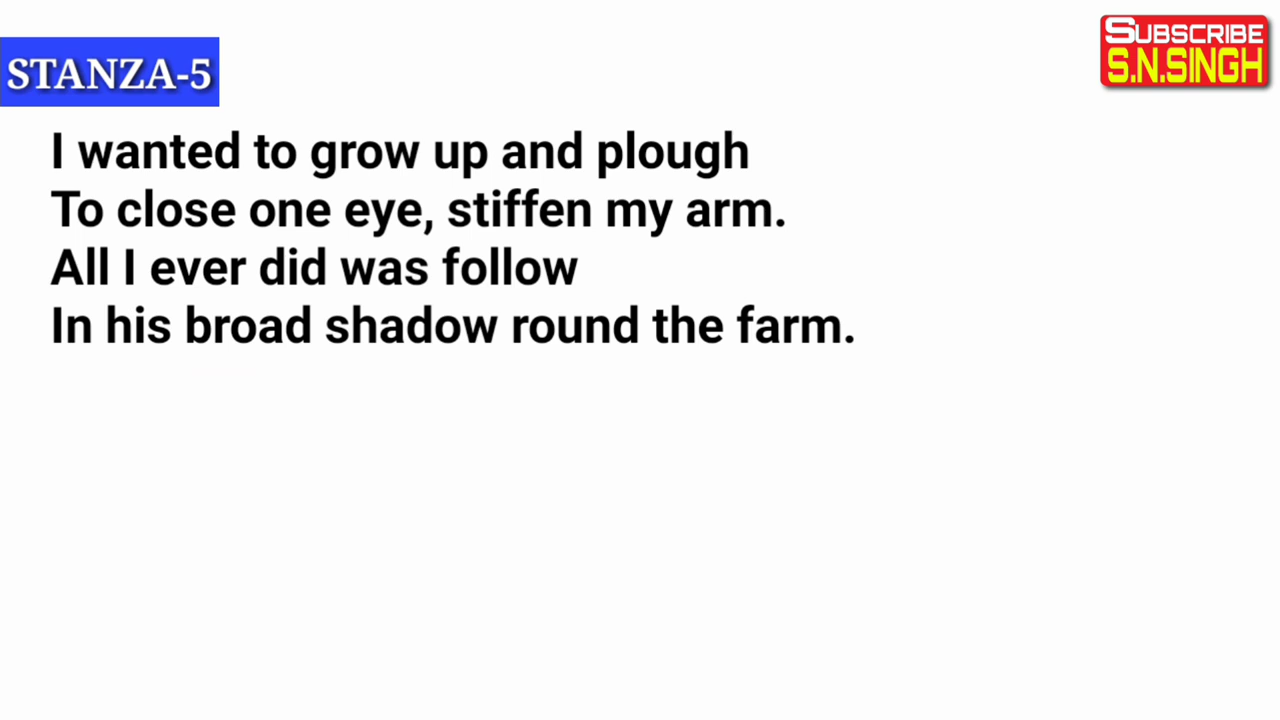 STANZA-5
SUBSCRIBE
S.N.SINGH
I wanted to grow up and plough
To close one eye, stiffen my arm.
All I ever did was follow
In his broad shadow round the farm.